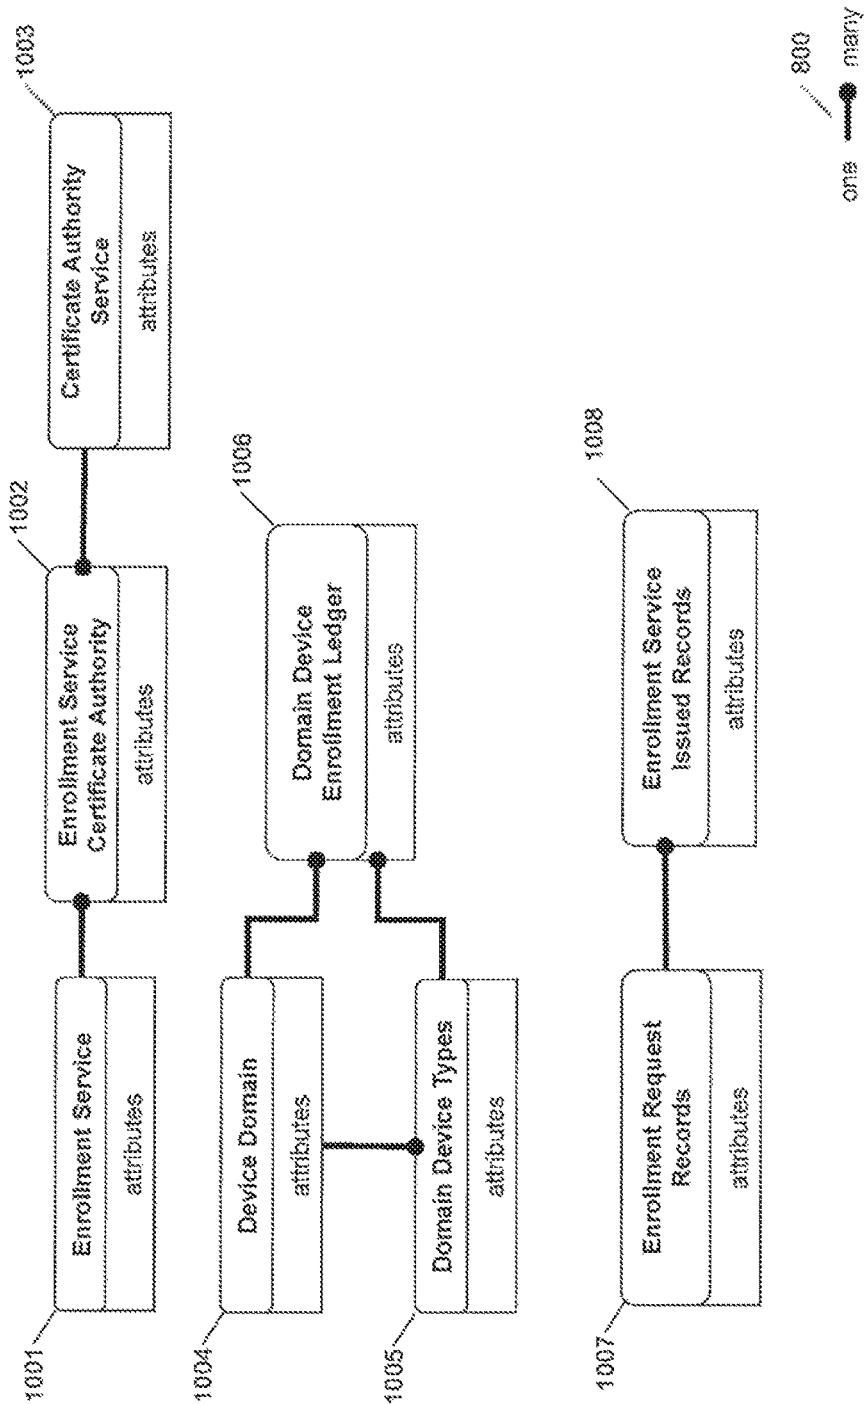 1001
Enrollment Service
attributes
1002
Enrollment Service
Certificate Authority
attributes
1003
Certificate Authority
Service
attributes
1004
Device Domain
attributes
1005
Domain Device Types
attributes
1006
Domain Device
Enrollment Ledger
attributes
1007
Enrollment Request
Records
attributes
1008
Enrollment Service
Issued Records
attributes
800
one many